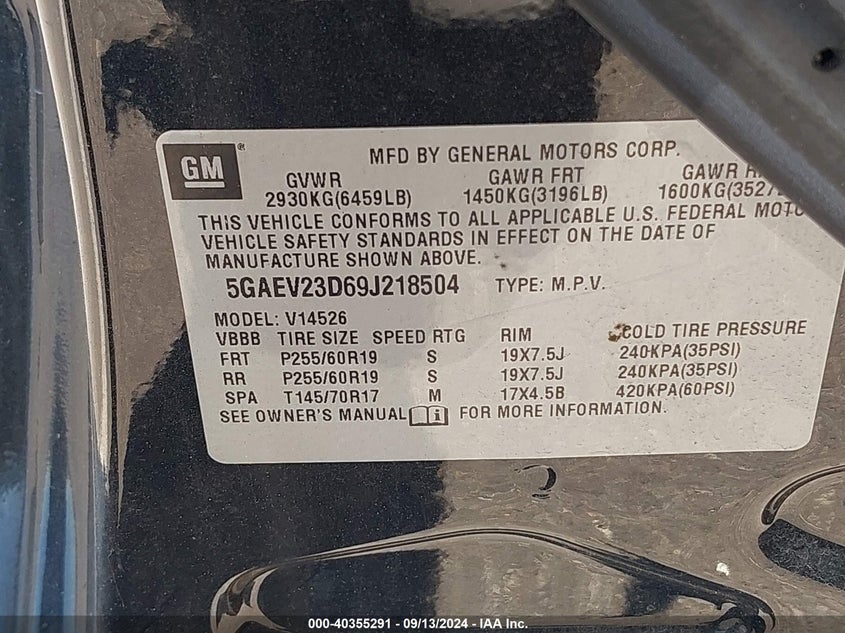 GM®
MFD BY GENERAL MOTORS CORP.
GVWR GAWR FRT GAWR
2930KG(6459LB) 1450KG(3196LB) 1600KG(3527
THIS VEHICLE CONFORMS TO ALL APPLICABLE U.S. FEDERAL MOTO
VEHICLE SAFETY STANDARDS IN EFFECT ON THE DATE OF
MANUFACTURE SHOWN ABOVE.
5GAEV23D69J218504 TYPE: M.P.V.
MODEL: V14526
VBBB TIRE SIZE SPEED RTG RIM COLD TIRE PRESSURE
FRT P255/60R19 S 19X7.5J 240KPA(35PSI)
RR P255/60R19 S 19X7.5J 240KPA(35PSI)
SPA T145/70R17 M 17X4.5B 420KPA(60PSI)
SEE OWNER'S MANUAL i FOR MORE INFORMATION.
000-40355291 - 09/13/2024 - IAA Inc.